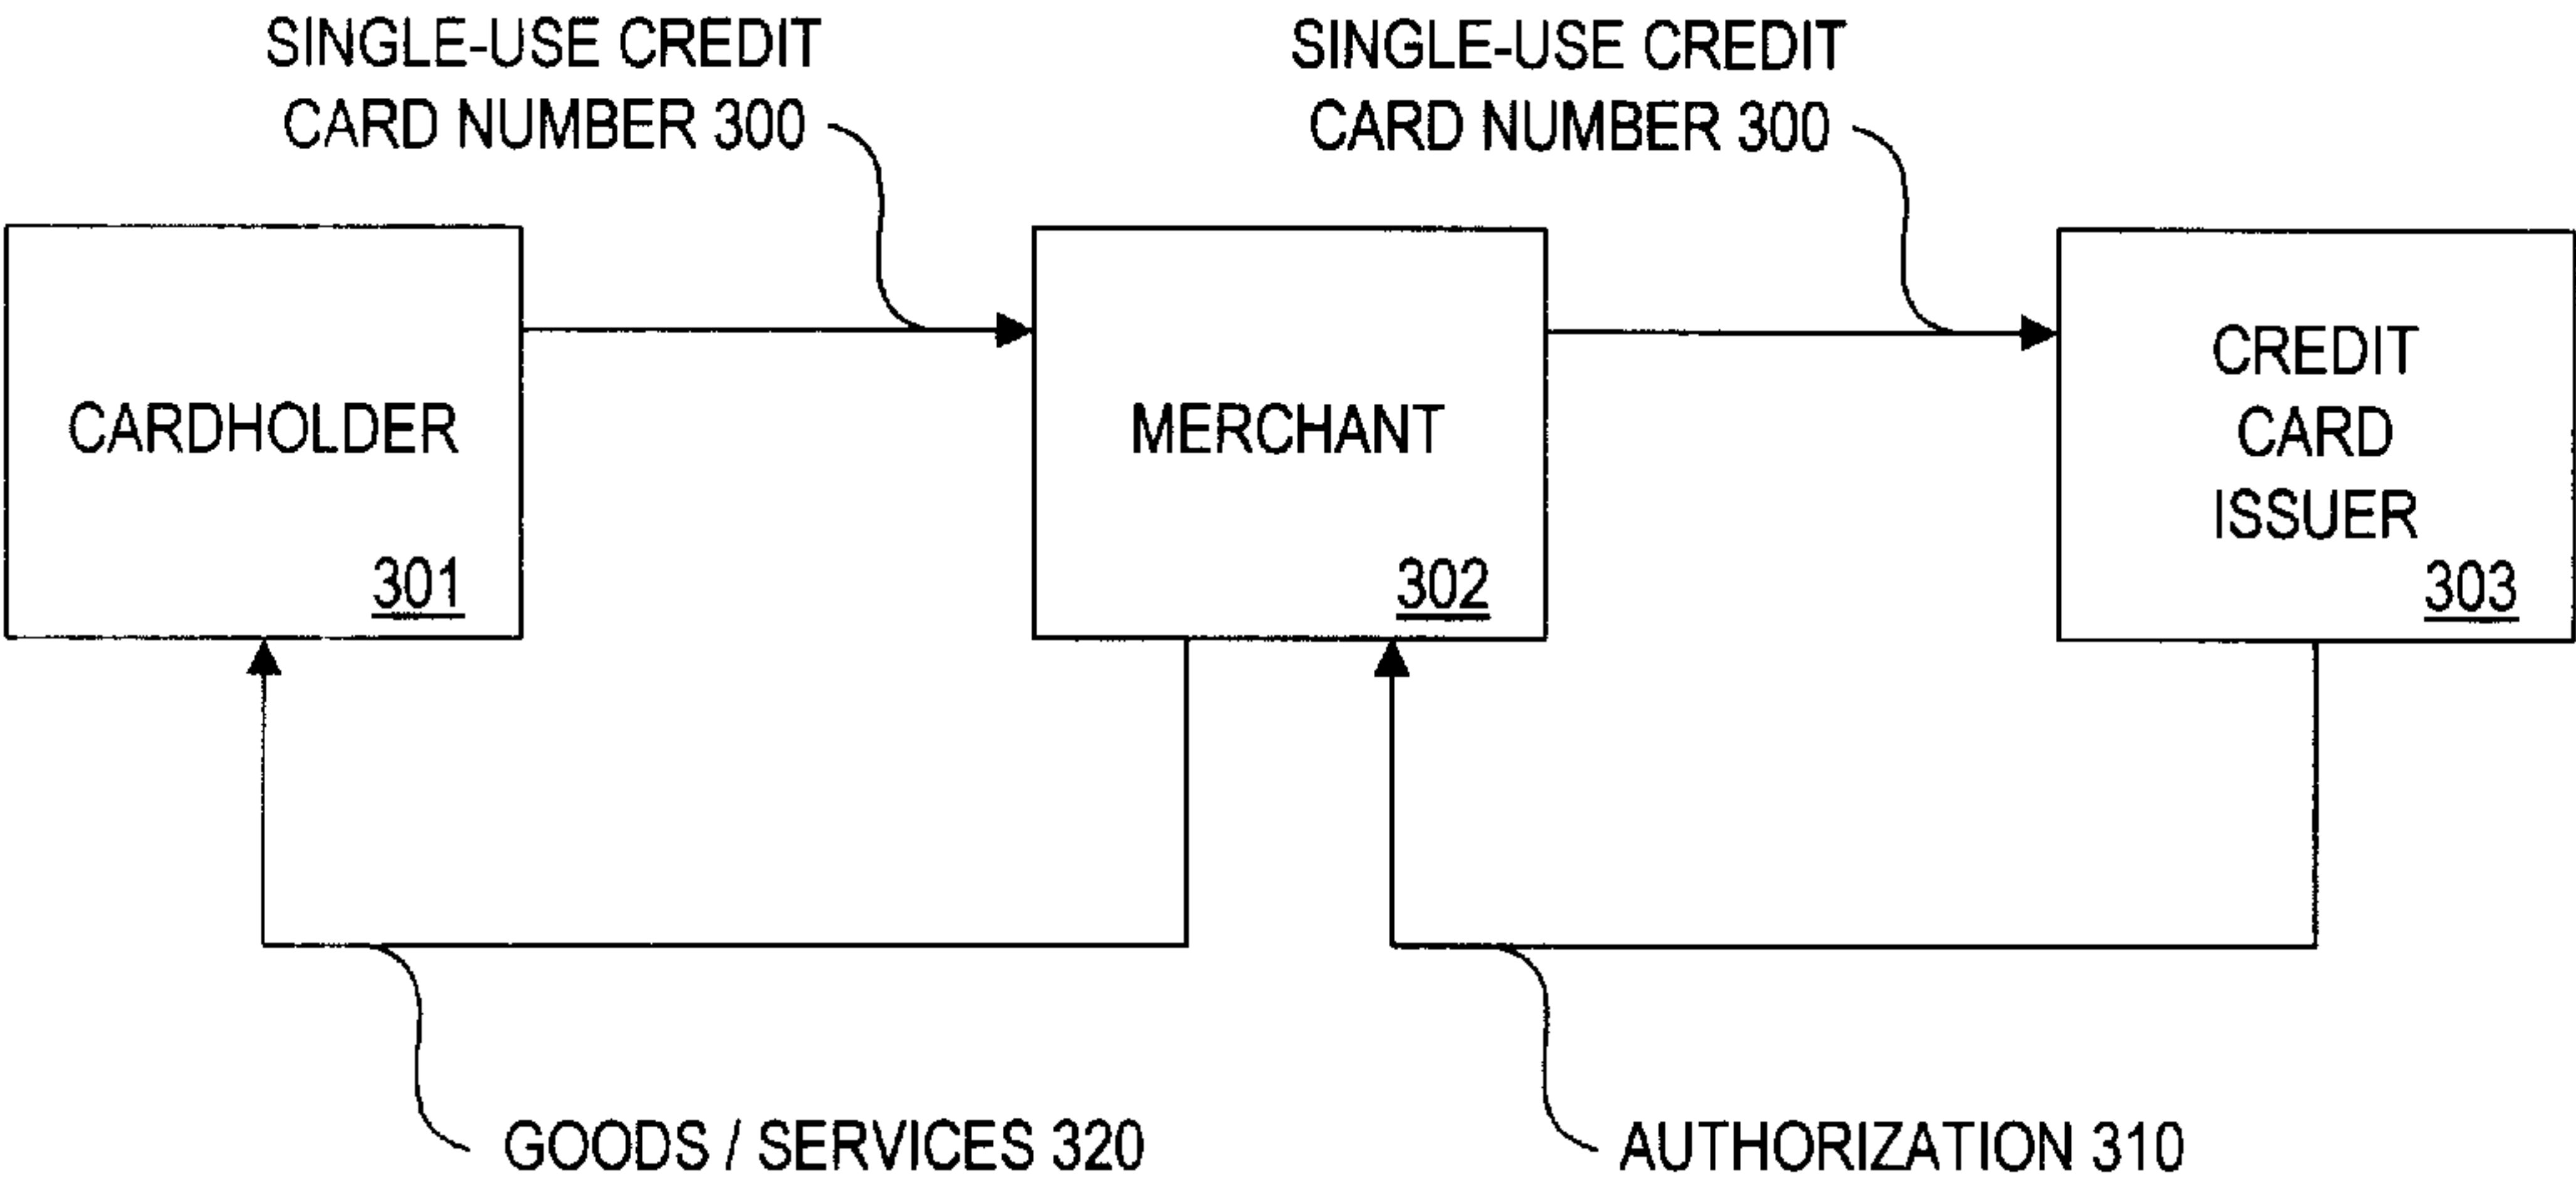 SINGLE-USE CREDIT
CARD NUMBER 300
SINGLE-USE CREDIT
CARD NUMBER 300
CARDHOLDER
301
MERCHANT
302
CREDIT
CARD
ISSUER
303
GOODS / SERVICES 320
AUTHORIZATION 310